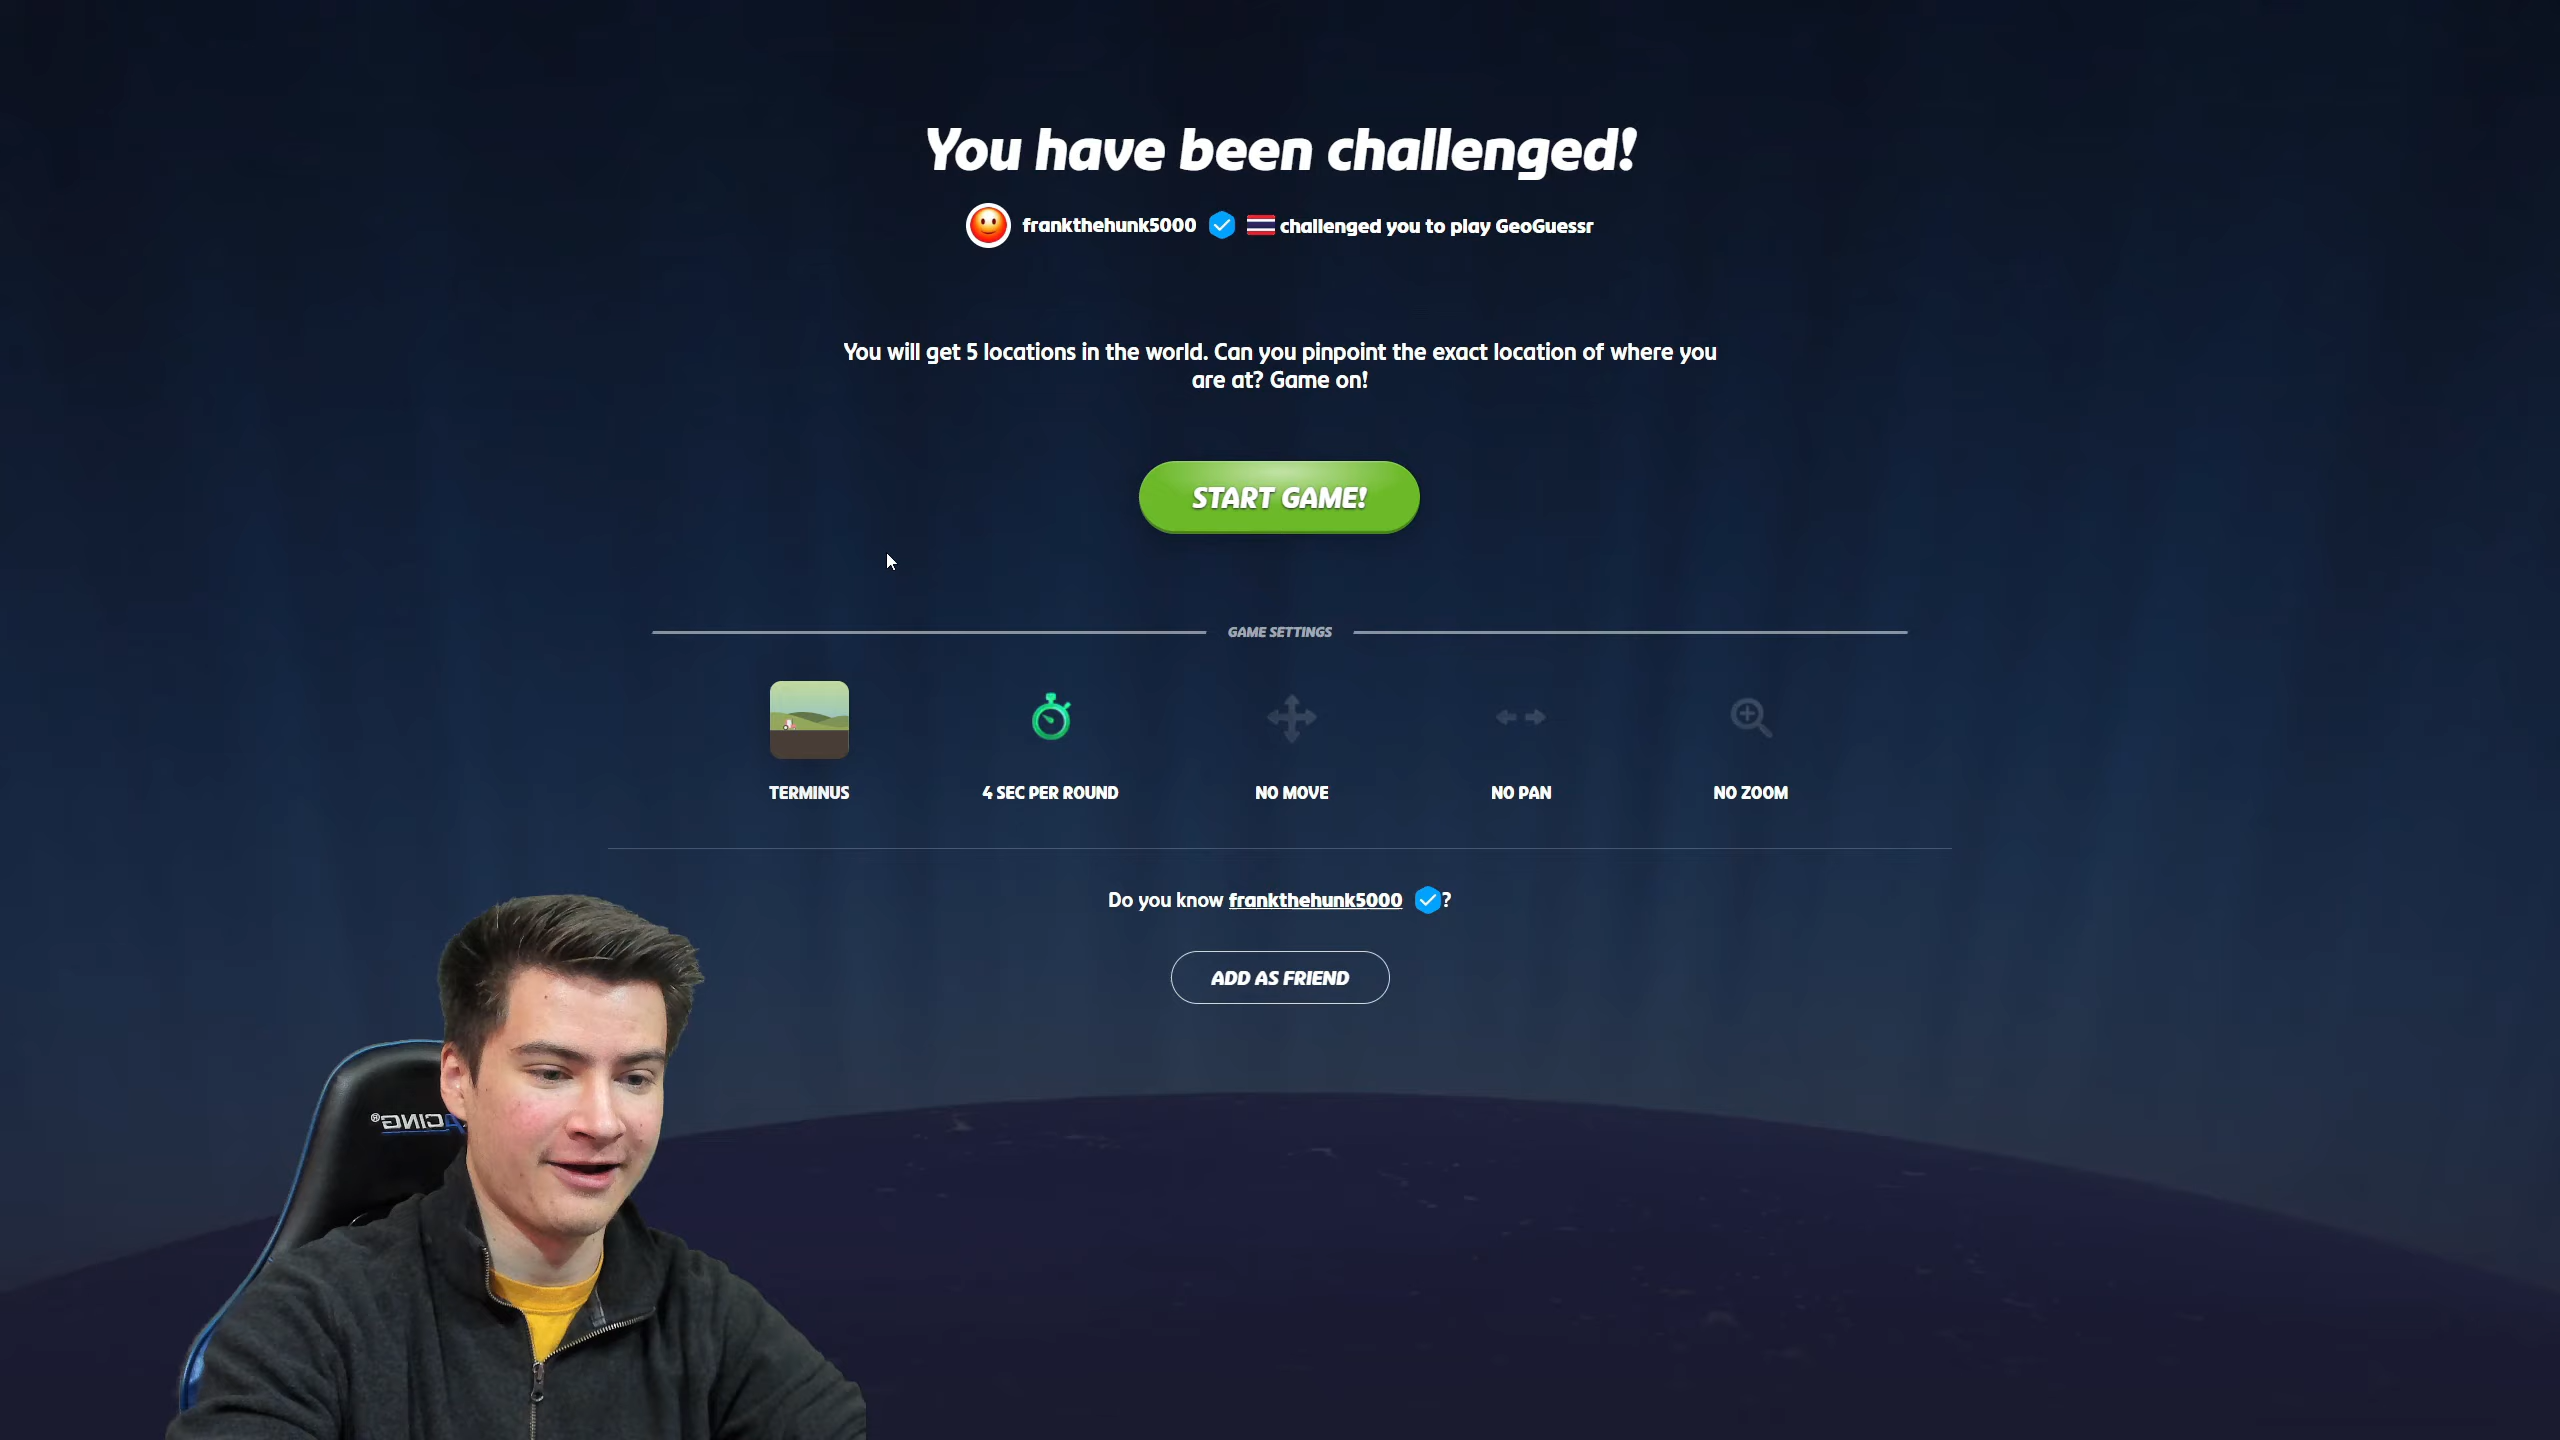 You have been challenged!
frankthehunk5000 challenged you to play GeoGuessr
You will get 5 locations in the world. Can you pinpoint the exact location of where you
are at? Game on!
START GAME!
GAME SETTINGS
TERMINUS
4 SEC PER ROUND
NO MOVE
NO PAN
NO ZOOM
Do you know frankthehunk5000 ?
ADD AS FRIEND